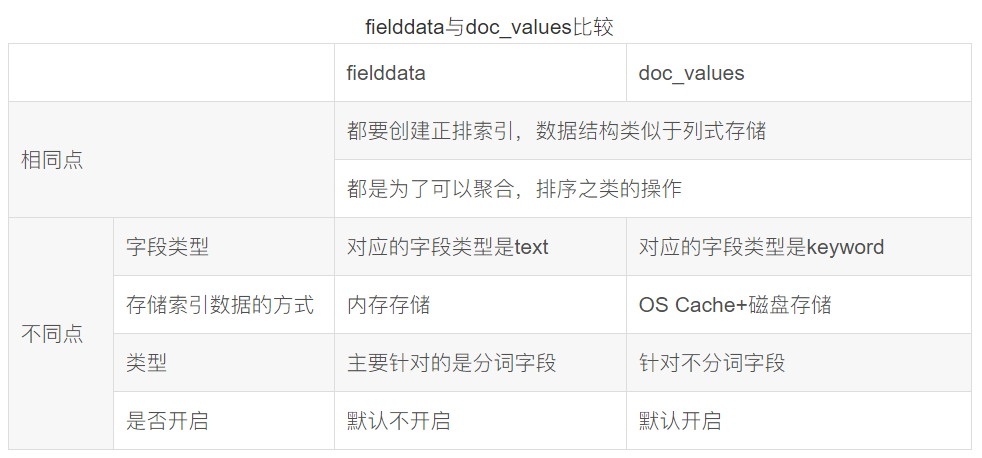 fielddata与doc_values比较
fielddata doc_values
相同点
都要创建正排索引，数据结构类似于列式存储
都是为了可以聚合，排序之类的操作
不同点
字段类型 对应的字段类型是text 对应的字段类型是keyword
存储索引数据的方式 内存存储 OS Cache+磁盘存储
类型 主要针对的是分词字段 针对不分词字段
是否开启 默认不开启 默认开启